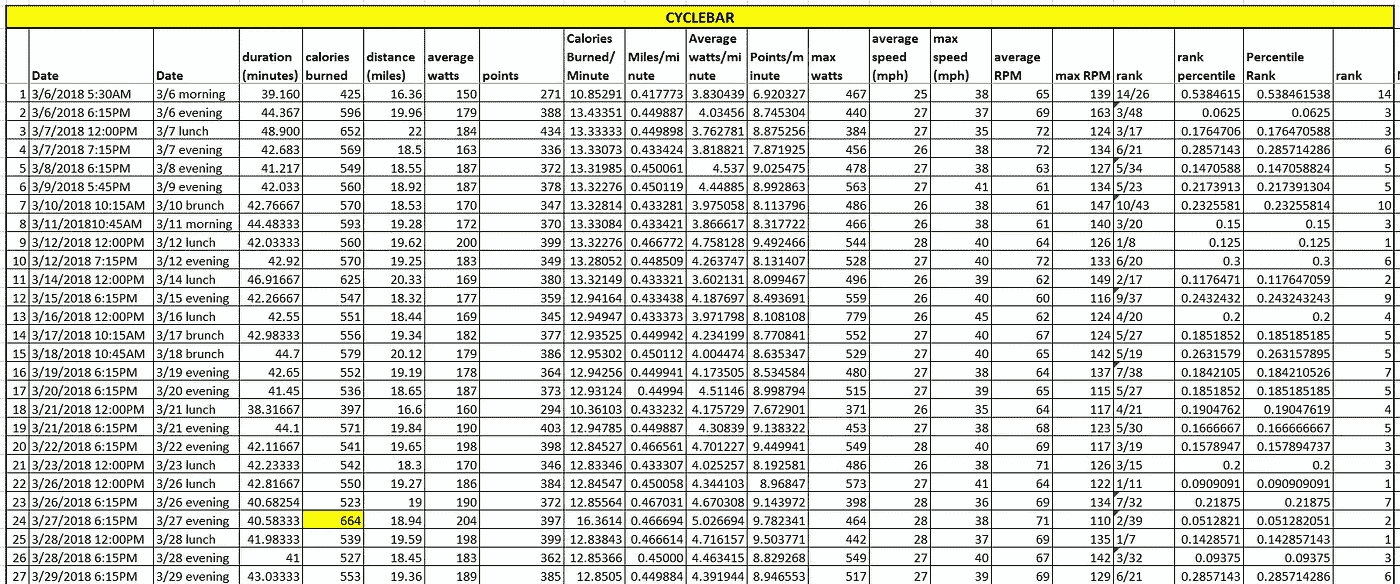 CYCLEBAR
Date Date duration (minutes) calories burned distance (miles) average watts points Calories Burned/ Minute Miles/mi nute Average watts/mi nute Points/m inute max watts average speed (mph) max speed (mph) average RPM max RPM rank rank percentile Percentile Rank rank
1 3/6/2018 5:30AM 3/6 morning 39.160 425 16.36 150 271 10.85291 0.417773 3.830439 6.920327 467 25 38 65 139 14/26 0.5384615 0.538461538 14
2 3/6/2018 6:15PM 3/6 evening 44.367 596 19.96 179 388 13.43351 0.449887 4.03456 8.745304 440 27 37 69 163 3/48 0.0625 0.0625 3
3 3/7/2018 12:00PM 3/7 lunch 48.900 652 22 184 434 13.33333 0.449898 3.762781 8.875256 384 27 35 72 124 3/17 0.1764706 0.176470588 3
4 3/7/2018 7:15PM 3/7 evening 42.683 569 18.5 163 336 13.33073 0.433424 3.818821 7.871925 456 26 38 72 134 6/21 0.2857143 0.285714286 6
5 3/8/2018 6:15PM 3/8 evening 41.217 549 18.55 187 372 13.31985 0.450061 4.537 9.025475 478 27 38 63 127 5/34 0.1470588 0.147058824 5
6 3/9/2018 5:45PM 3/9 evening 42.033 560 18.92 187 378 13.32276 0.450119 4.44885 8.992863 563 27 41 61 134 5/23 0.2173913 0.217391304 5
7 3/10/2018 10:15AM 3/10 brunch 42.76667 570 18.53 170 347 13.32814 0.433281 3.975058 8.113796 486 26 38 61 147 10/43 0.2325581 0.23255814 10
8 3/11/201810:45AM 3/11 morning 44.48333 593 19.28 172 370 13.33084 0.433421 3.866617 8.317722 466 26 38 61 140 3/20 0.15 0.15 3
9 3/12/2018 12:00PM 3/12 lunch 42.03333 560 19.62 200 399 13.32276 0.466772 4.758128 9.492466 544 28 40 64 126 1/8 0.125 0.125 1
10 3/12/2018 7:15PM 3/12 evening 42.92 570 19.25 183 349 13.28052 0.448509 4.263747 8.131407 528 27 40 72 133 6/20 0.3 0.3 6
11 3/14/2018 12:00PM 3/14 lunch 46.91667 625 20.33 169 380 13.32149 0.433321 3.602131 8.099467 496 26 39 62 149 2/17 0.1176471 0.117647059 2
12 3/15/2018 6:15PM 3/15 evening 42.26667 547 18.32 177 359 12.94164 0.433438 4.187697 8.493691 559 26 40 60 116 9/37 0.2432432 0.243243243 9
13 3/16/2018 12:00PM 3/16 lunch 42.55 551 18.44 169 345 12.94947 0.433373 3.971798 8.108108 779 26 45 62 124 4/20 0.2 0.2 4
14 3/17/2018 10:15AM 3/17 brunch 42.98333 556 19.34 182 377 12.93525 0.449942 4.234199 8.770841 552 27 40 67 124 5/27 0.1851852 0.185185185 5
15 3/18/2018 10:45AM 3/18 brunch 44.7 579 20.12 179 386 12.95302 0.450112 4.004474 8.635347 529 27 40 65 142 5/19 0.2631579 0.263157895 5
16 3/19/2018 6:15PM 3/19 evening 42.65 552 19.19 178 364 12.94256 0.449941 4.173505 8.534584 480 27 38 64 137 7/38 0.1842105 0.184210526 7
17 3/20/2018 6:15PM 3/20 evening 41.45 536 18.65 187 373 12.93124 0.44994 4.51146 8.998794 515 27 39 65 115 5/27 0.1851852 0.185185185 5
18 3/21/2018 12:00PM 3/21 lunch 38.31667 397 16.6 160 294 10.36103 0.433232 4.175729 7.672901 371 26 35 64 117 4/21 0.1904762 0.19047619 4
19 3/21/2018 6:15PM 3/21 evening 44.1 571 19.84 190 403 12.94785 0.449887 4.30839 9.138322 453 27 38 68 123 5/30 0.1666667 0.166666667 5
20 3/22/2018 6:15PM 3/22 evening 42.11667 541 19.65 198 398 12.84527 0.466561 4.701227 9.449941 549 28 40 69 117 3/19 0.1578947 0.157894737 3
21 3/23/2018 12:00PM 3/23 lunch 42.23333 542 18.3 170 346 12.83346 0.433307 4.025257 8.192581 486 26 38 71 126 3/15 0.2 0.2 3
22 3/26/2018 12:00PM 3/26 lunch 42.81667 550 19.27 186 384 12.84547 0.450058 4.344103 8.96847 573 27 41 64 122 1/11 0.0909091 0.090909091 1
23 3/26/2018 6:15PM 3/26 evening 40.68254 523 19 190 372 12.85564 0.467031 4.670308 9.143972 398 28 36 69 134 7/32 0.21875 0.21875 7
24 3/27/2018 6:15PM 3/27 evening 40.58333 664 18.94 204 397 16.3614 0.466694 5.026694 9.782341 464 28 38 71 110 2/39 0.0512821 0.051282051 2
25 3/28/2018 12:00PM 3/28 lunch 41.98333 539 19.59 198 399 12.83843 0.466614 4.716157 9.503771 442 28 37 69 135 1/7 0.1428571 0.142857143 1
26 3/28/2018 6:15PM 3/28 evening 41 527 18.45 183 362 12.85366 0.45000 4.463415 8.829268 549 27 40 67 142 3/32 0.09375 0.09375 3
27 3/29/2018 6:15PM 3/29 evening 43.03333 553 19.36 189 385 12.8505 0.449884 4.391944 8.946553 517 27 39 69 129 6/21 0.2857143 0.285714286 6